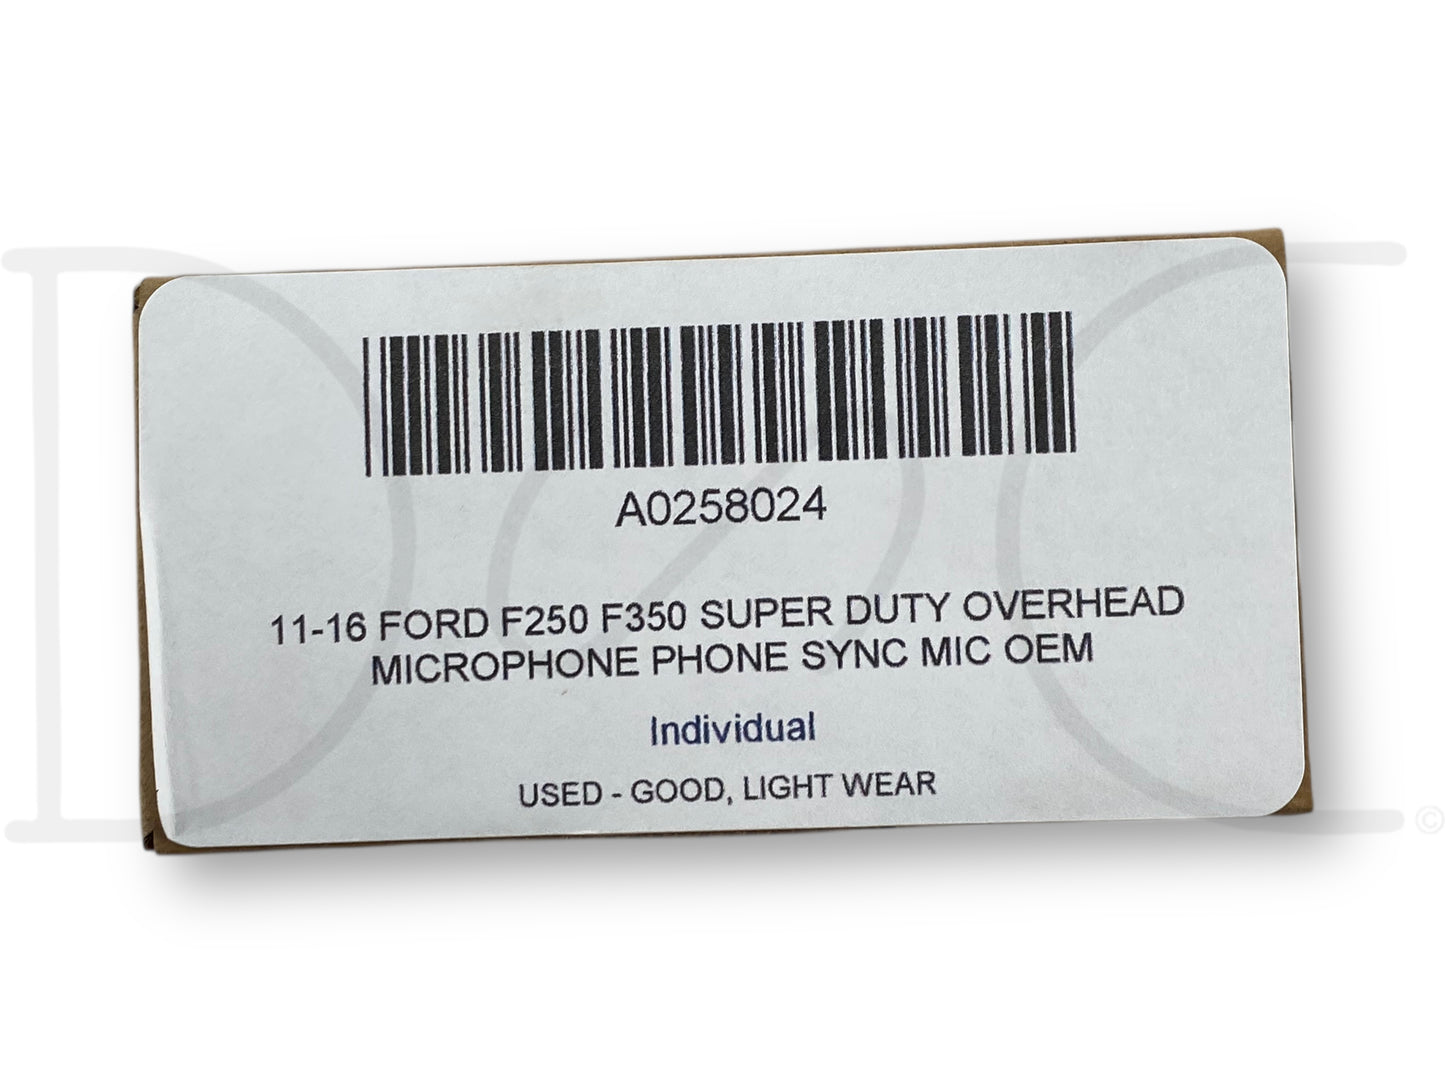 A0258024
11-16 FORD F250 F350 SUPER DUTY OVERHEAD
MICROPHONE PHONE SYNC MIC OEM
Individual
USED - GOOD, LIGHT WEAR
©